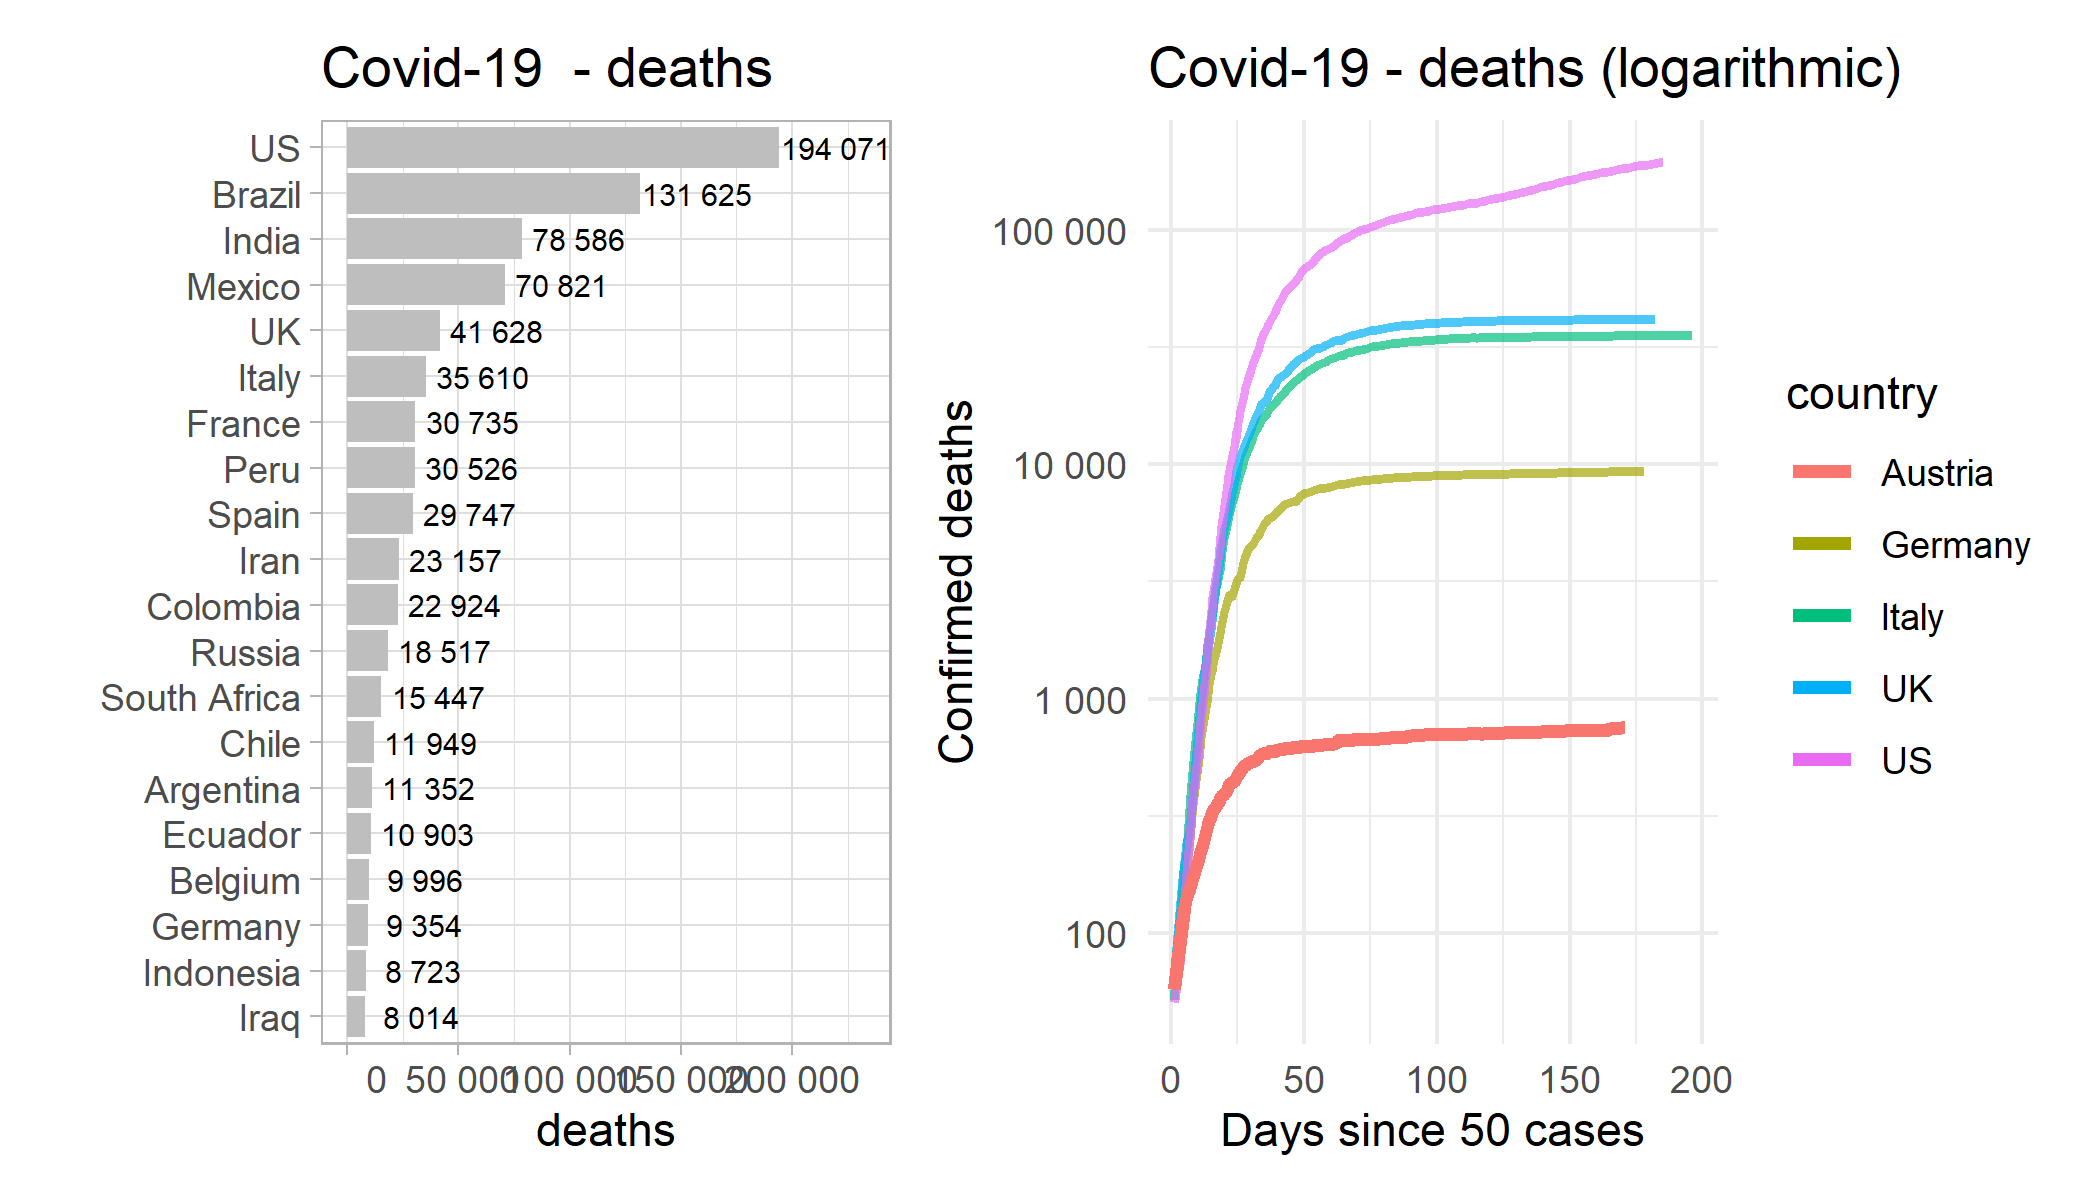 Covid-19  - deaths
US
194 071
Brazil
131 625
India
78 586
Mexico
70 821
UK
41 628
Italy
35 610
France
30 735
Peru
30 526
Spain
29 747
Iran
23 157
Colombia
22 924
Russia
18 517
South Africa
15 447
Chile
11 949
Argentina
11 352
Ecuador
10 903
Belgium
9 996
Germany
9 354
Indonesia
8 723
Iraq
8 014
0
50 000
100 000
150 000
200 000
deaths
Covid-19 - deaths (logarithmic)
Confirmed deaths
100 000
10 000
1 000
100
0
50
100
150
200
Days since 50 cases
country
Austria
Germany
Italy
UK
US